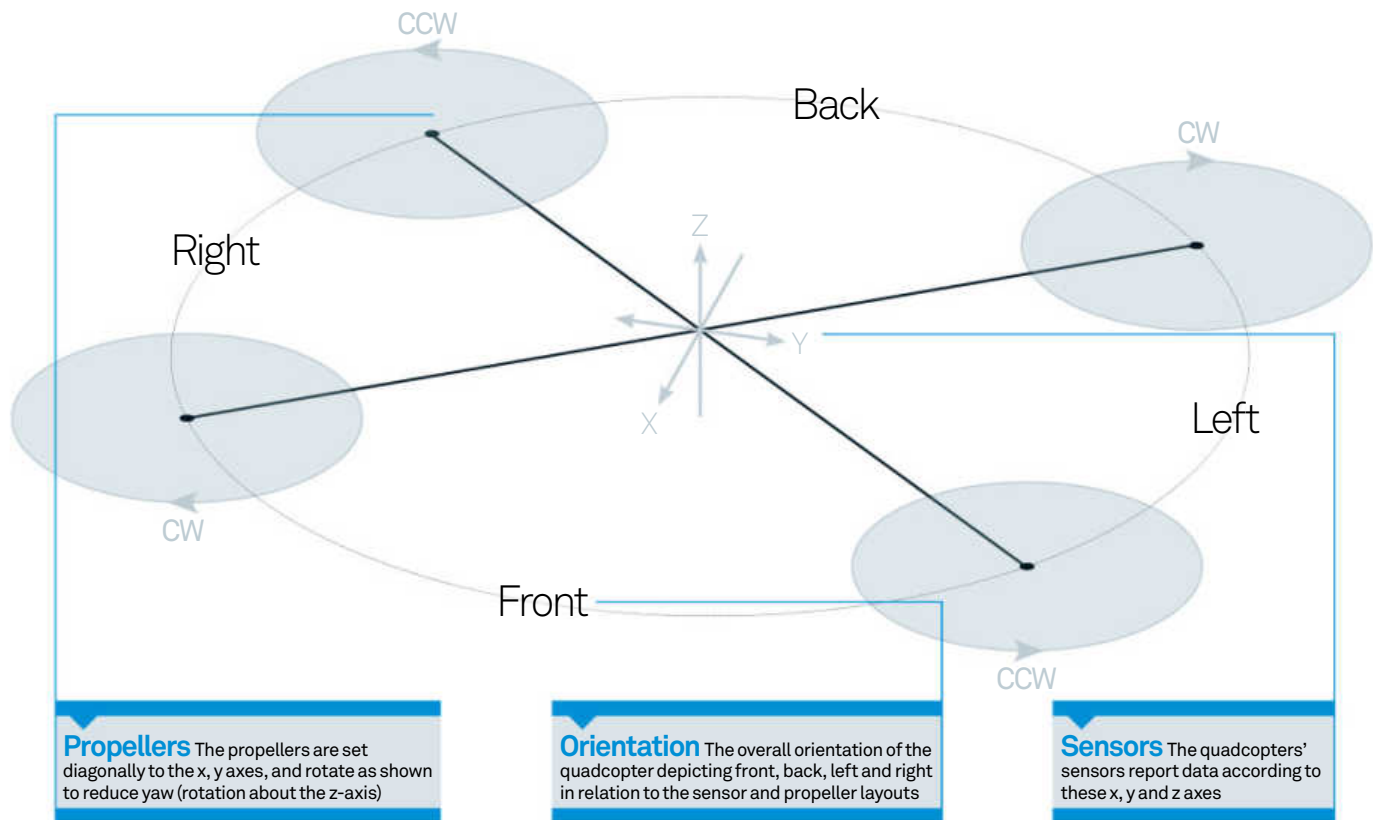 CCW
Back
CW
Z
Right
Y
X
Left
CW
Front
CCW
Propellers The propellers are set
diagonally to the x, y axes, and rotate as shown
to reduce yaw (rotation about the z-axis)
Orientation The overall orientation of the
quadcopter depicting front, back, left and right
in relation to the sensor and propeller layouts
Sensors The quadcopters’
sensors report data according to
these x, y and z axes